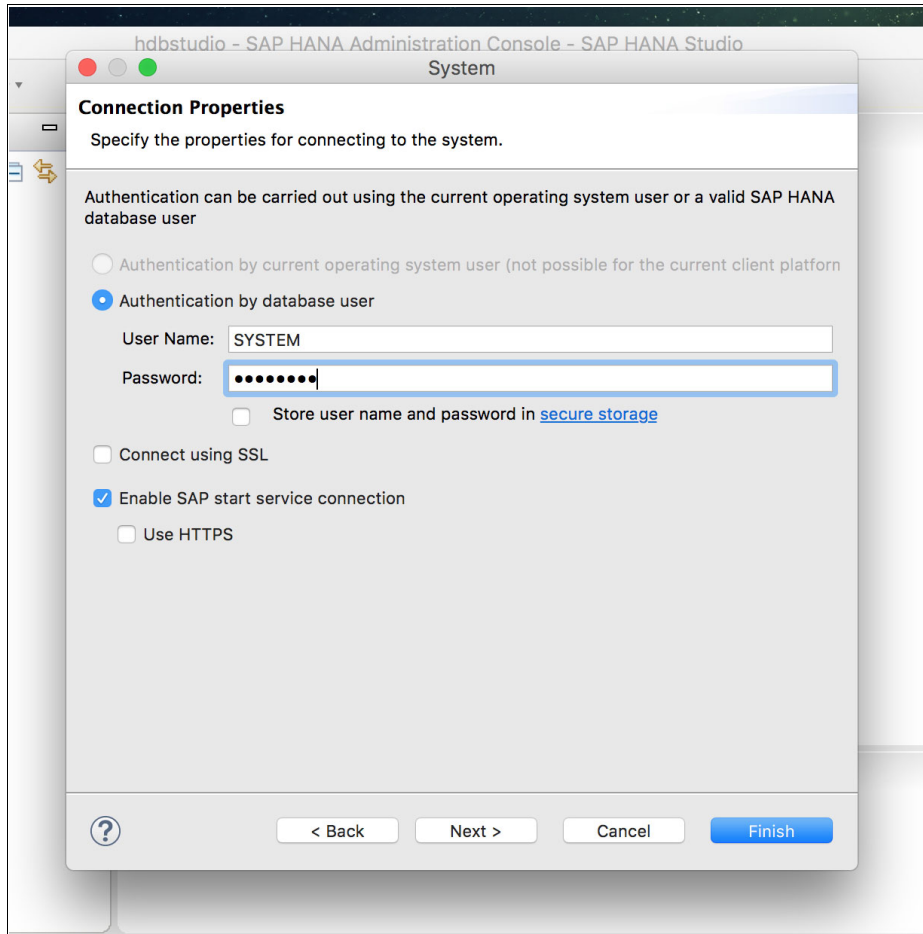 hdbstudio - SAP HANA Administration Console - SAP HANA Studio
System
Connection Properties
Specify the properties for connecting to the system.
Authentication can be carried out using the current operating system user or a valid SAP HANA
database user
Authentication by current operating system user (not possible for the current client platforn
Authentication by database user
User Name: SYSTEM
Password: ●●●●●●●●
Store user name and password in secure storage
Connect using SSL
Enable SAP start service connection
Use HTTPS
?
< Back
Next >
Cancel
Finish